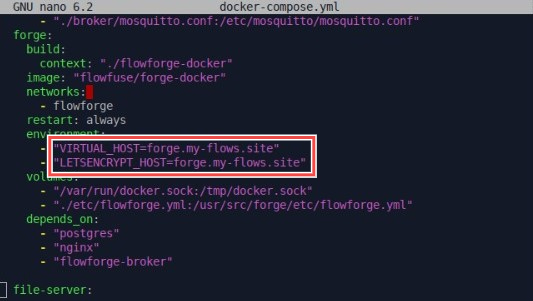 GNU nano 6.2 docker-compose.yml
- "./broker/mosquitto.conf:/etc/mosquitto/mosquitto.conf"
forge:
build:
context: "./flowforge-docker"
image: "flowfuse/forge-docker"
networks:
- flowforge
restart: always
environment:
- "VIRTUAL_HOST=forge.my-flows.site"
- "LETSENCRYPT_HOST=forge.my-flows.site"
volumes:
- "/var/run/docker.sock:/tmp/docker.sock"
- "./etc/flowforge.yml:/usr/src/forge/etc/flowforge.yml"
depends_on:
- "postgres"
- "nginx"
- "flowforge-broker"
file-server: